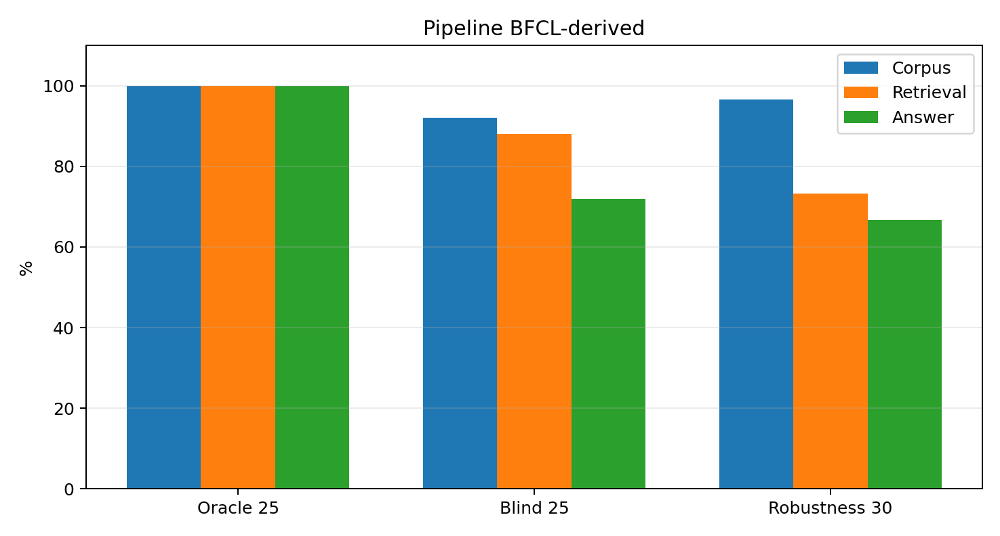 Pipeline BFCL-derived
Corpus
Retrieval
Answer
100
80
60
40
20
0
%
Oracle 25
Blind 25
Robustness 30